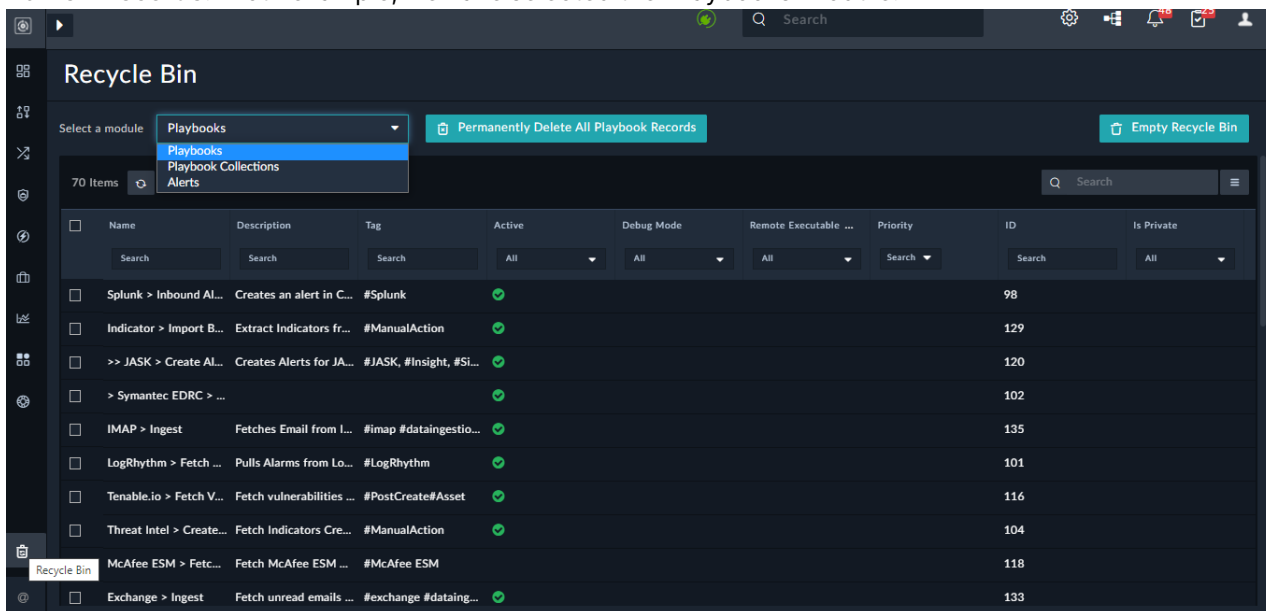 48
25
Search
Recycle Bin
Select a module
Playbooks
Permanently Delete All Playbook Records
Empty Recycle Bin
Playbooks
Playbook Collections
Alerts
70 Items
Search
Name Description Tag Active Debug Mode Remote Executable ... Priority ID Is Private
Search Search Search All All All Search Search All
Splunk > Inbound Al... Creates an alert in C... #Splunk 98
Indicator > Import B... Extract Indicators fr... #ManualAction 129
>> JASK > Create Al... Creates Alerts for JA... #JASK, #Insight, #Si... 120
> Symantec EDRC > ... 102
IMAP > Ingest Fetches Email from I... #imap #dataingestio... 135
LogRhythm > Fetch ... Pulls Alarms from Lo... #LogRhythm 101
Tenable.io > Fetch V... Fetch vulnerabilities ... #PostCreate#Asset 116
Threat Intel > Create... Fetch Indicators Cre... #ManualAction 104
Recycle Bin
McAfee ESM > Fetc... Fetch McAfee ESM ... #McAfee ESM 118
Exchange > Ingest Fetch unread emails ... #exchange #dataing... 133